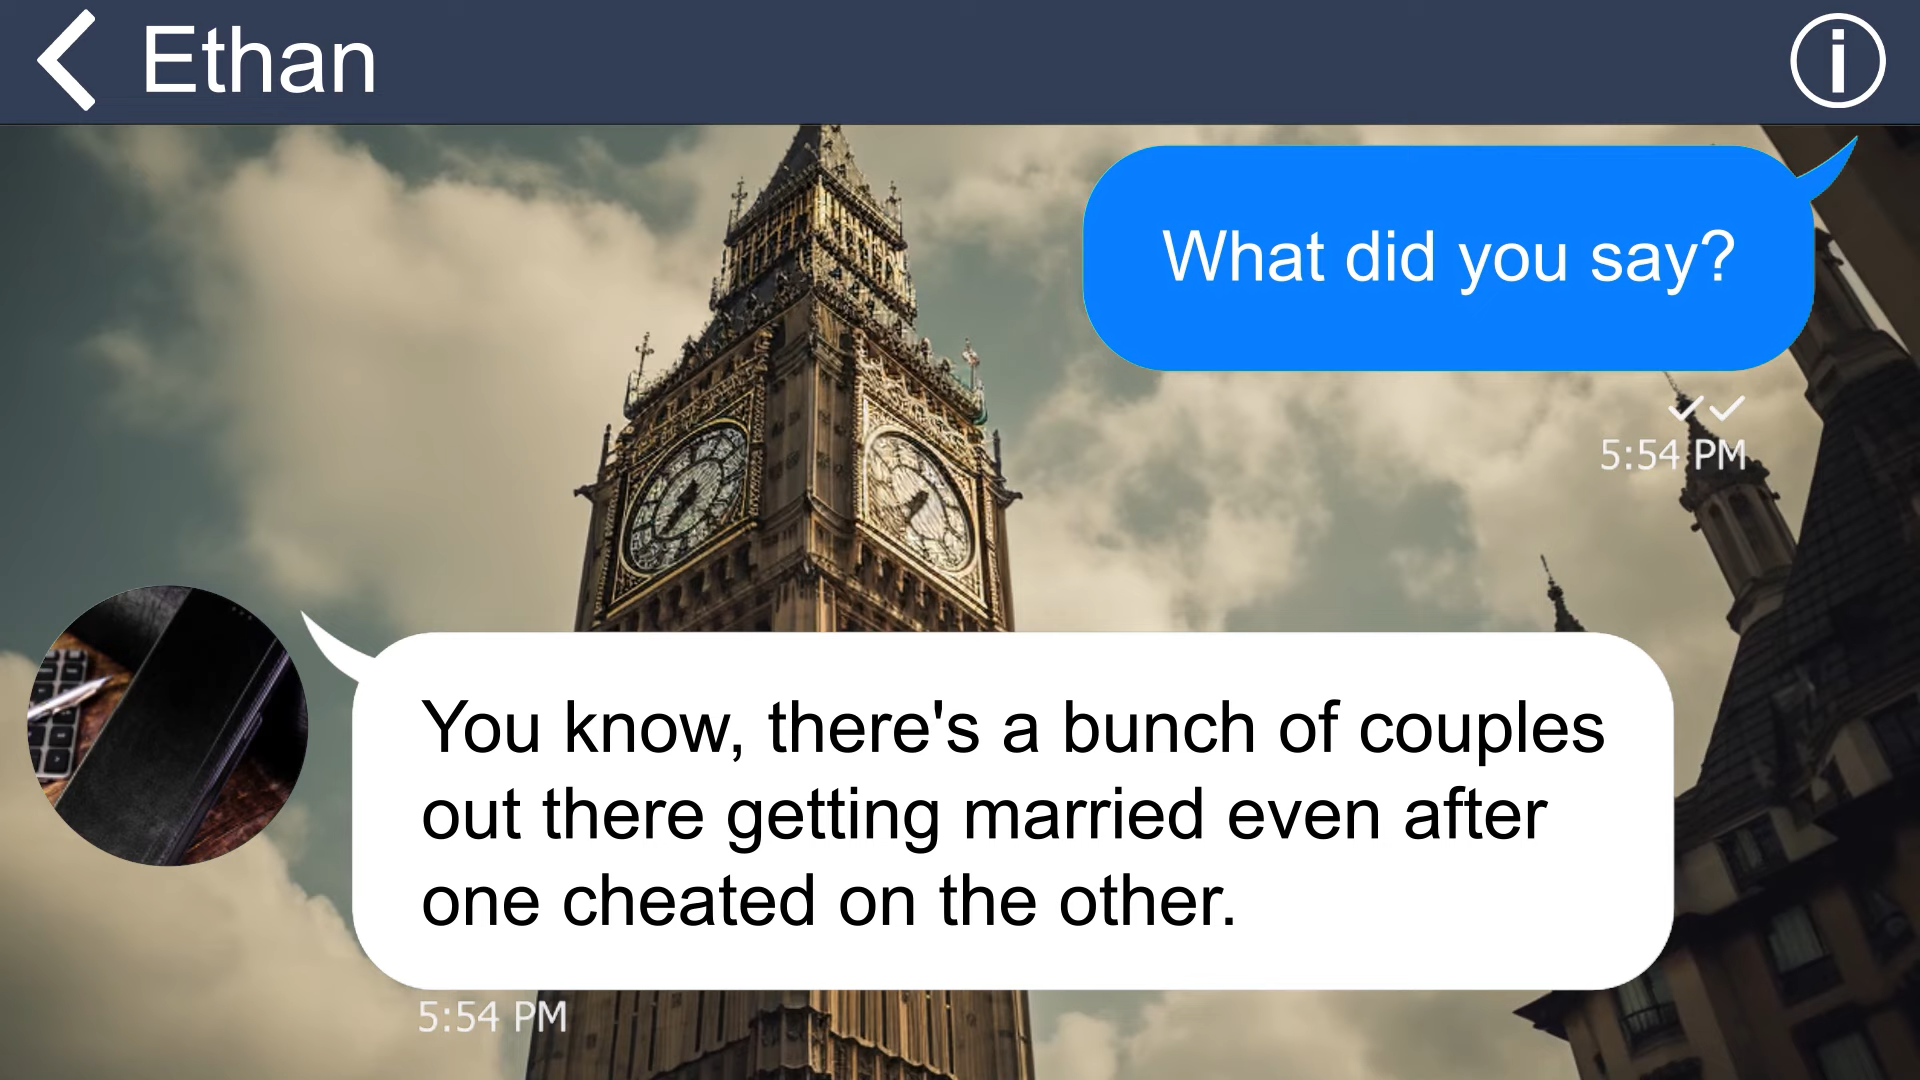 Ethan
What did you say?
5:54 PM
You know, there's a bunch of couples
out there getting married even after
one cheated on the other.
5:54 PM